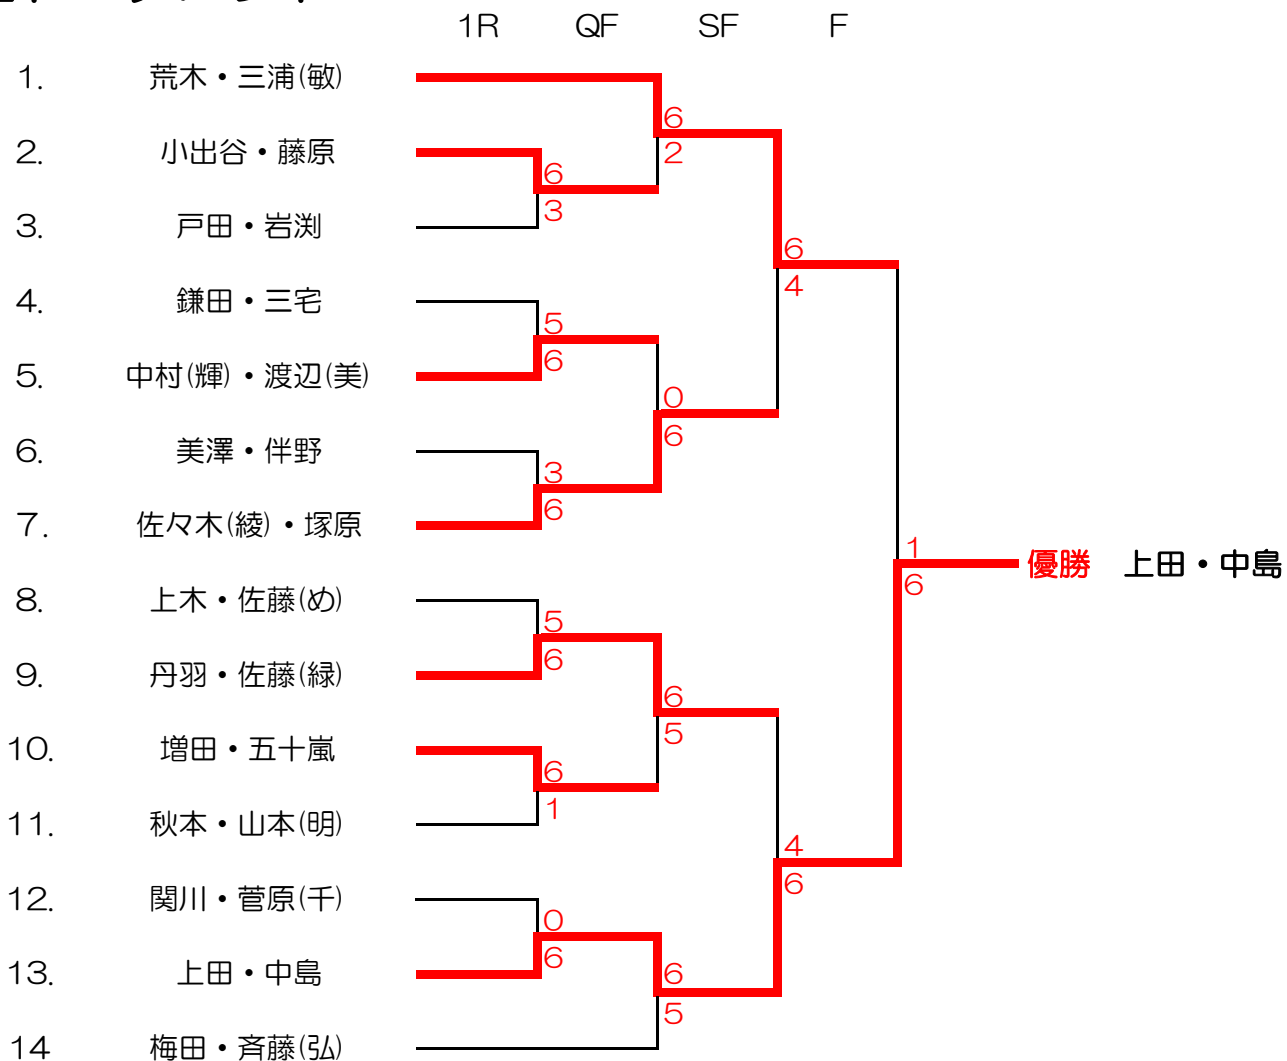 1R QF SF F
1. 荒木・三浦(敏)
6
2. 小出谷・藤原
2
6
3
3. 戸田・岩渕
6
4. 鎌田・三宅
4
5
6
5. 中村(輝)・渡辺(美)
0
6
6. 美澤・伴野
3
6
7. 佐々木(綾)・塚原
1
優勝 上田・中島
6
8. 上木・佐藤(め)
5
6
9. 丹羽・佐藤(緑)
6
5
10. 増田・五十嵐
6
1
11. 秋本・山本(明)
4
6
12. 関川・菅原(千)
0
6
13. 上田・中島
6
5
14 梅田・斉藤(弘)